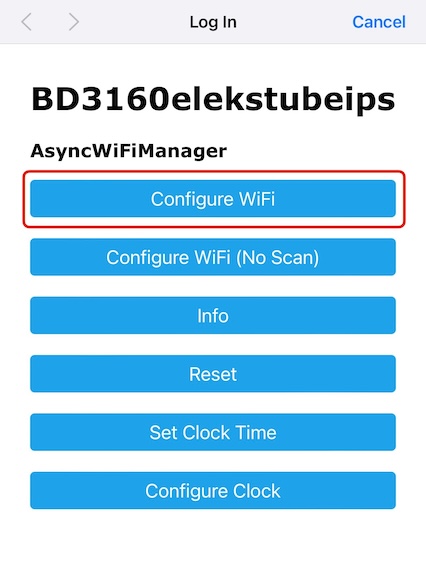 Log In
Cancel
BD3160elekstubeips
AsyncWiFiManager
Configure WiFi
Configure WiFi (No Scan)
Info
Reset
Set Clock Time
Configure Clock